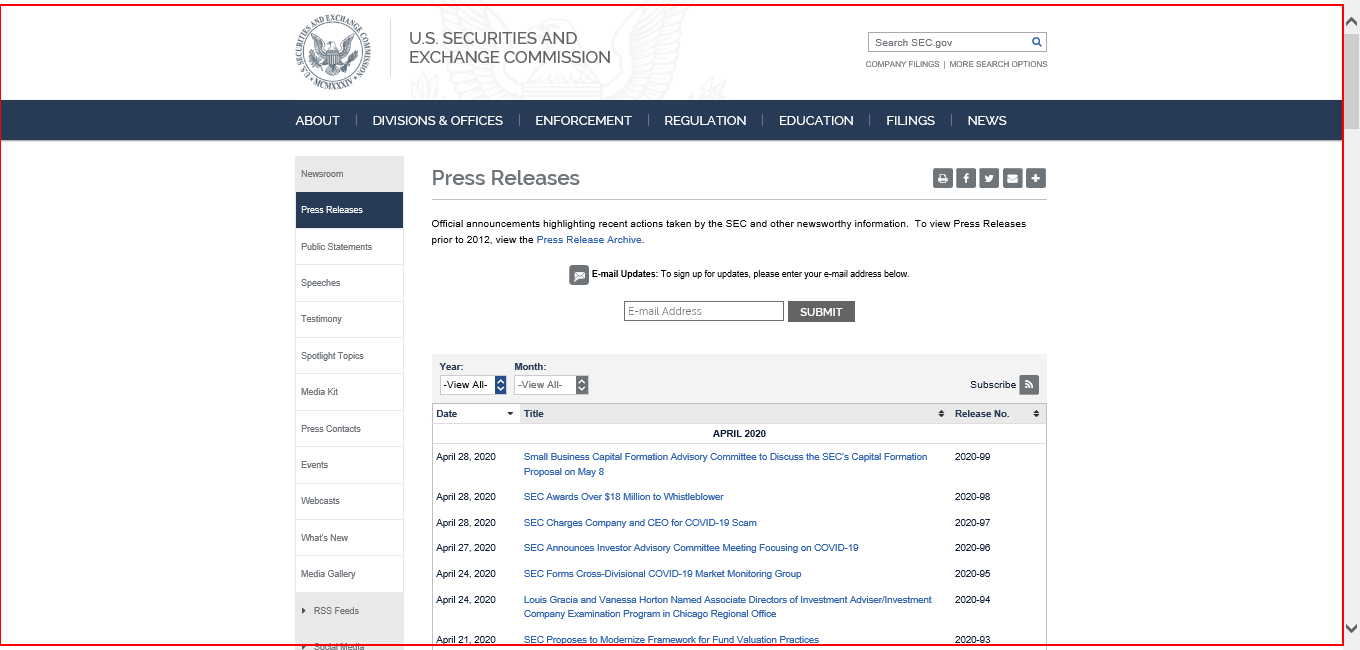 U.S. SECURITIES AND EXCHANGE COMMISSION
MCMXXXIV
U.S. SECURITIES AND
EXCHANGE COMMISSION
Search SEC.gov
COMPANY FILINGS | MORE SEARCH OPTIONS
ABOUT | DIVISIONS & OFFICES | ENFORCEMENT | REGULATION | EDUCATION | FILINGS | NEWS
Newsroom
Press Releases
Public Statements
Speeches
Testimony
Spotlight Topics
Media Kit
Press Contacts
Events
Webcasts
What's New
Media Gallery
RSS Feeds
Social Media
Press Releases
Official announcements highlighting recent actions taken by the SEC and other newsworthy information. To view Press Releases
prior to 2012, view the Press Release Archive.
E-mail Updates: To sign up for updates, please enter your e-mail address below.
E-mail Address SUBMIT
Year: Month:
-View All- -View All- Subscribe
Date Title Release No.
APRIL 2020
April 28, 2020 Small Business Capital Formation Advisory Committee to Discuss the SEC's Capital Formation 2020-99
Proposal on May 8
April 28, 2020 SEC Awards Over $18 Million to Whistleblower 2020-98
April 28, 2020 SEC Charges Company and CEO for COVID-19 Scam 2020-97
April 27, 2020 SEC Announces Investor Advisory Committee Meeting Focusing on COVID-19 2020-96
April 24, 2020 SEC Forms Cross-Divisional COVID-19 Market Monitoring Group 2020-95
April 24, 2020 Louis Gracia and Vanessa Horton Named Associate Directors of Investment Adviser/Investment 2020-94
Company Examination Program in Chicago Regional Office
April 21, 2020 SEC Proposes to Modernize Framework for Fund Valuation Practices 2020-93